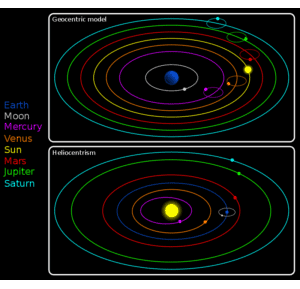 Geocentric model
Earth
Moon
Mercury
Venus
Sun
Mars
Jupiter
Saturn
Heliocentrism